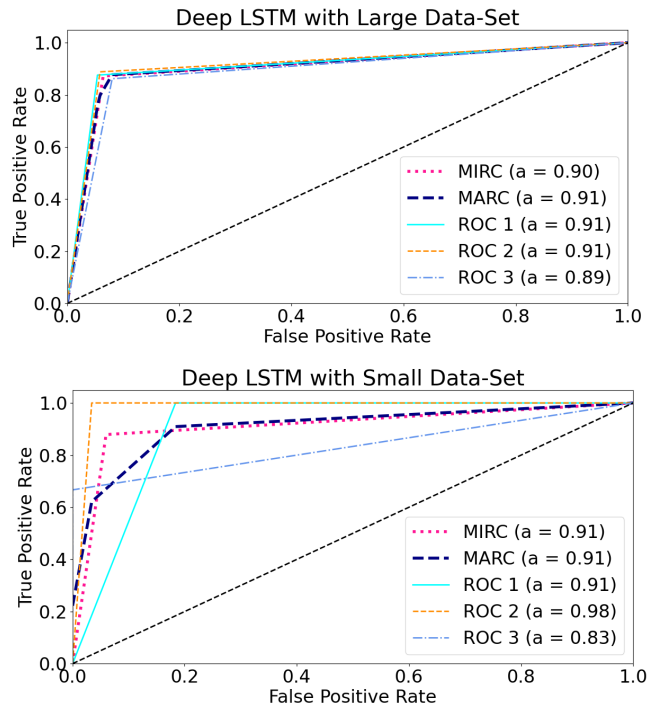 Deep LSTM with Large Data-Set
1.0
0.8
0.6
0.4
0.2
0.0
True Positive Rate
MIRC (a = 0.90)
MARC (a = 0.91)
ROC 1 (a = 0.91)
ROC 2 (a = 0.91)
ROC 3 (a = 0.89)
0.0 0.2 0.4 0.6 0.8 1.0
False Positive Rate
Deep LSTM with Small Data-Set
1.0
0.8
0.6
0.4
0.2
0.0
True Positive Rate
MIRC (a = 0.91)
MARC (a = 0.91)
ROC 1 (a = 0.91)
ROC 2 (a = 0.98)
ROC 3 (a = 0.83)
0.0 0.2 0.4 0.6 0.8 1.0
False Positive Rate